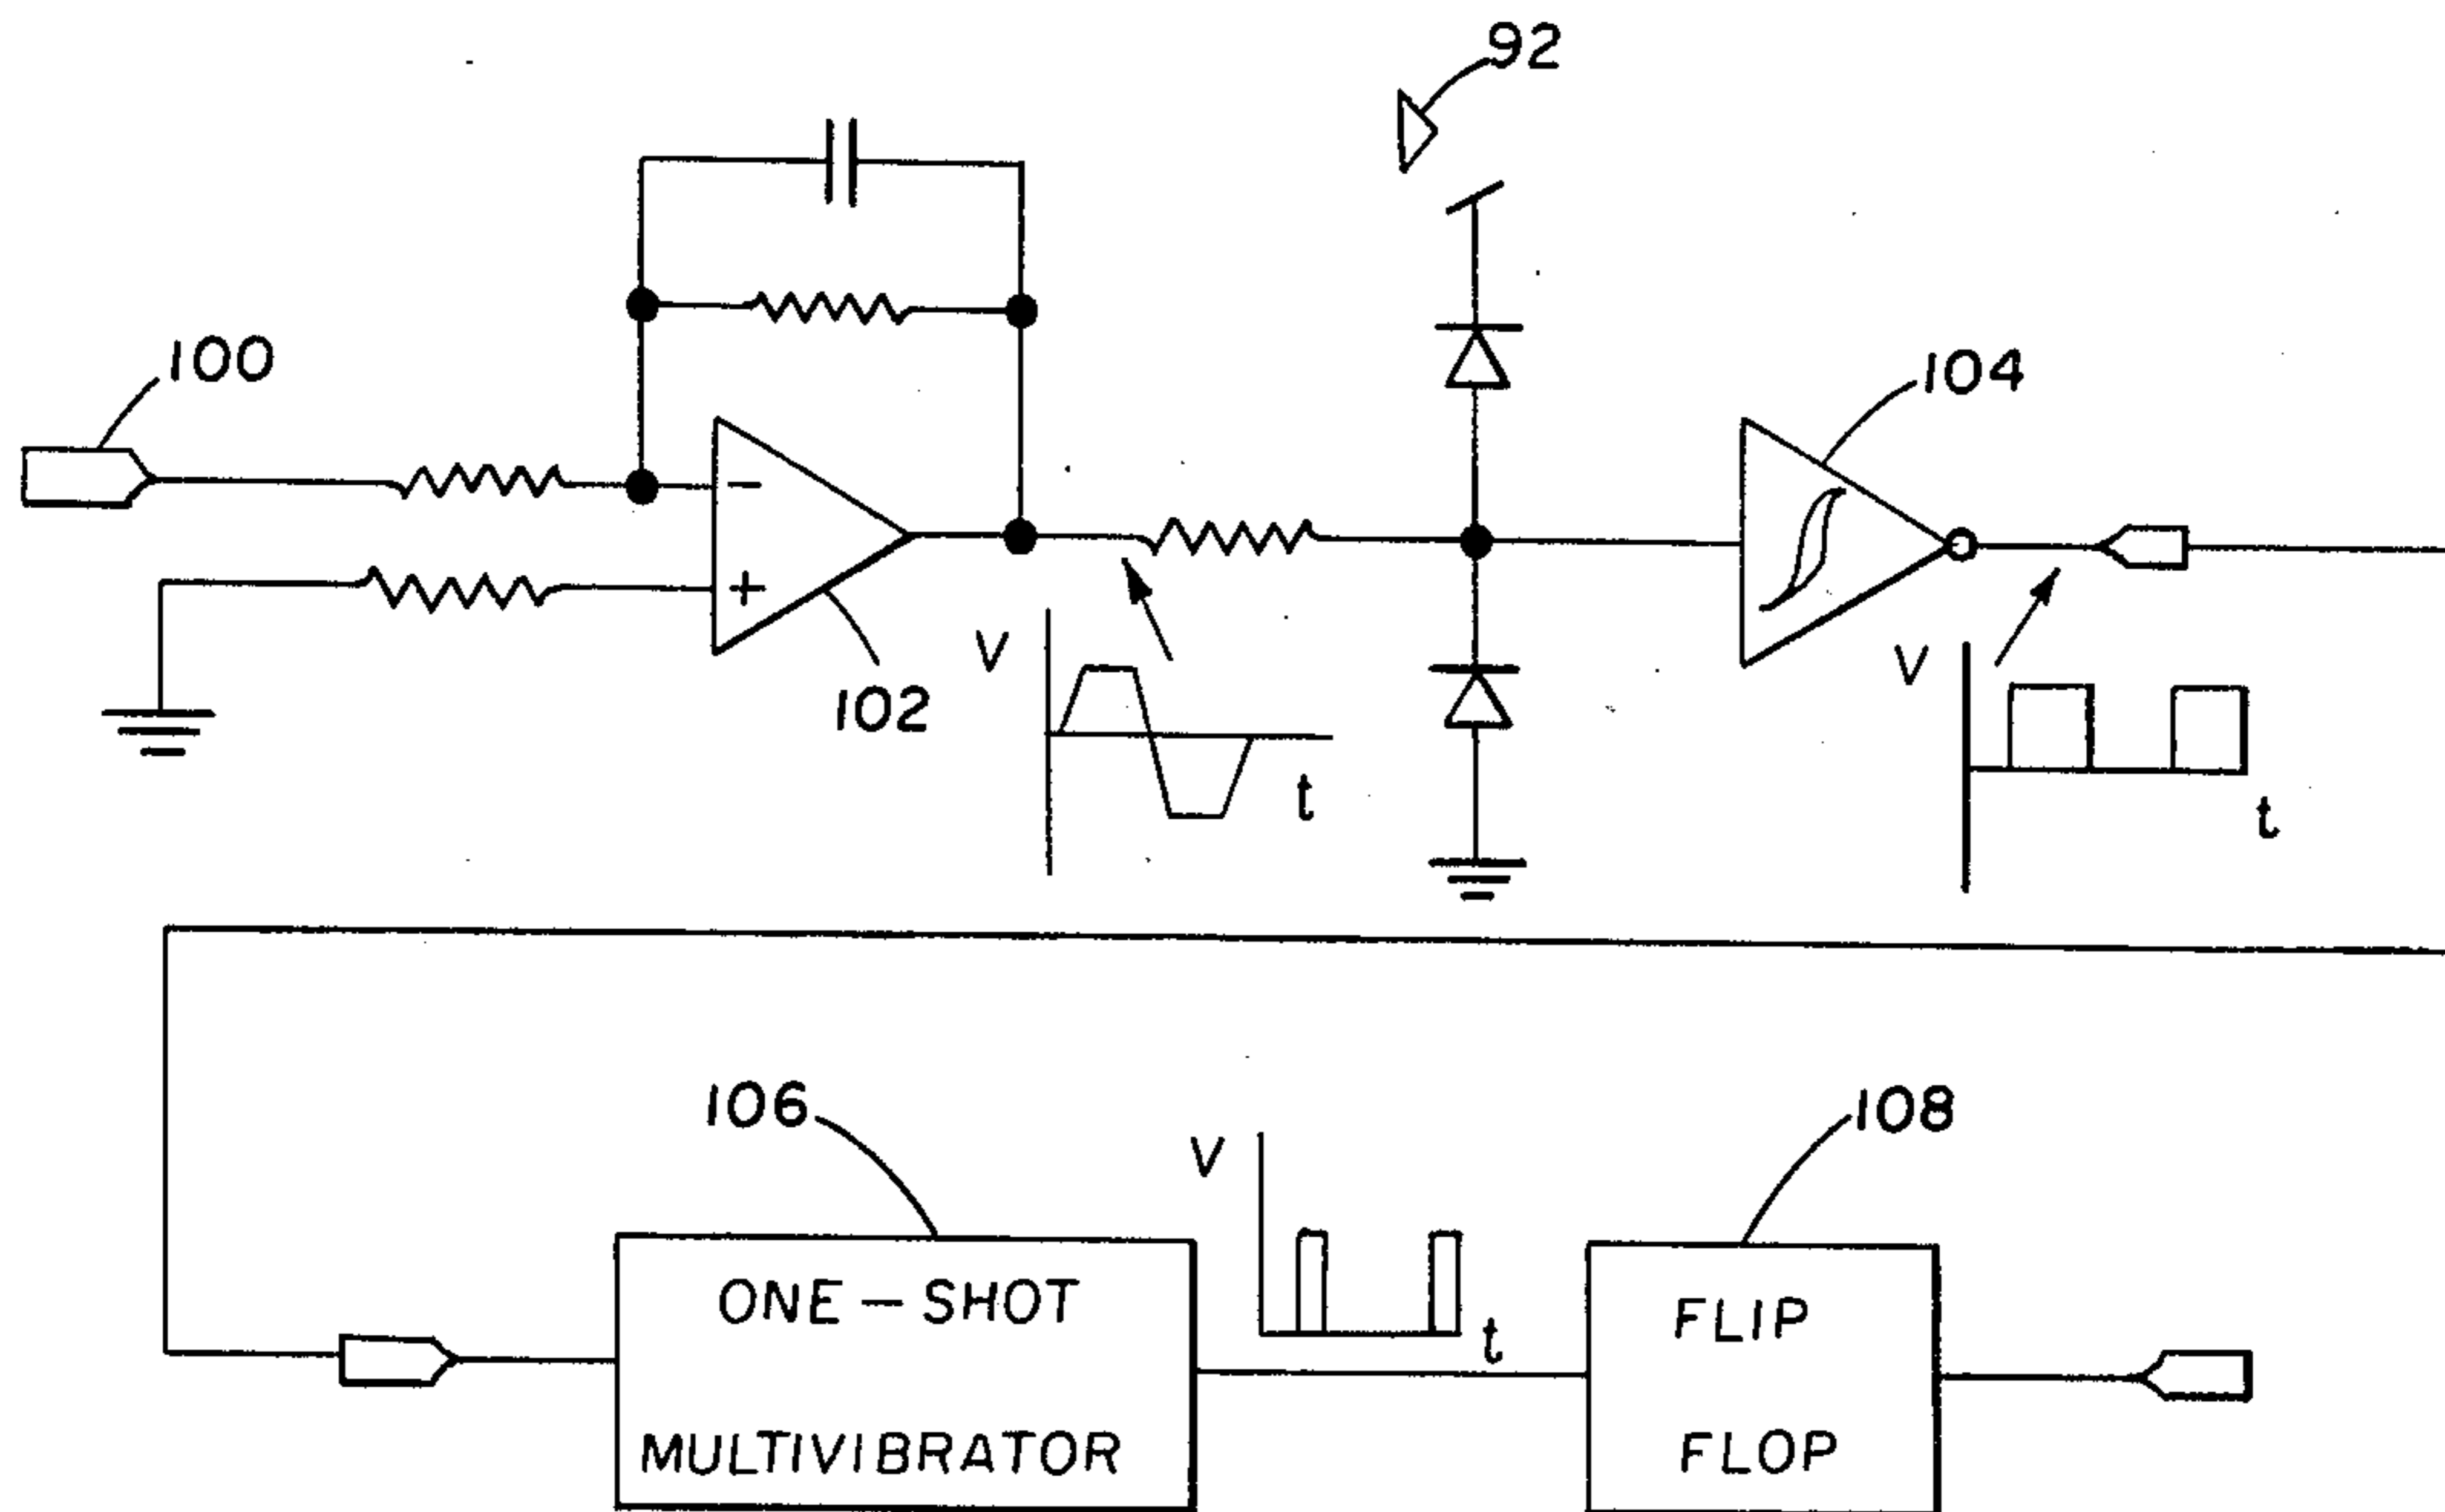 92
100
104
-
+
102
V
t
V
t
106
108
V
t
ONE-SHOT
MULTIVIBRATOR
FLIP
FLOP